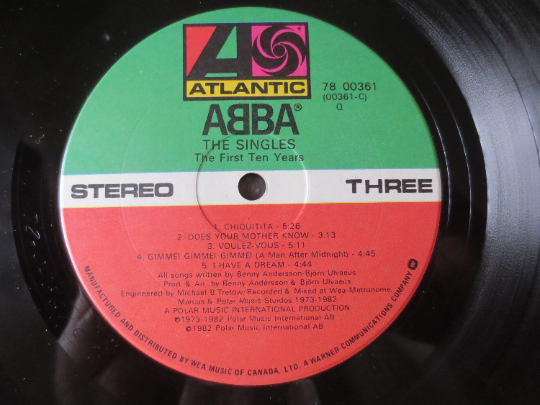 ATLANTIC
78 00361
(00361-C)
Q
ABBA®
THE SINGLES
The First Ten Years
STEREO THREE
1. CHIQUITITA - 5:26
2. DOES YOUR MOTHER KNOW - 3:13
3. VOULEZ-VOUS - 5:11
4. GIMME! GIMME! GIMME! (A Man After Midnight) - 4:45
5. I HAVE A DREAM - 4:44
All songs written by Benny Andersson-Björn Ulvaeus
Prod. & Arr. by Benny Andersson & Björn Ulvaeus
Engineered by Michael B. Tretow/Recorded & Mixed at Wea-Metronome,
Marcus & Polar Music Studios 1973-1982
A POLAR MUSIC INTERNATIONAL PRODUCTION
℗1973-1982 Polar Music International AB
©1982 Polar Music International AB
MANUFACTURED AND DISTRIBUTED BY WEA MUSIC OF CANADA, LTD. A WARNER COMMUNICATIONS COMPANY